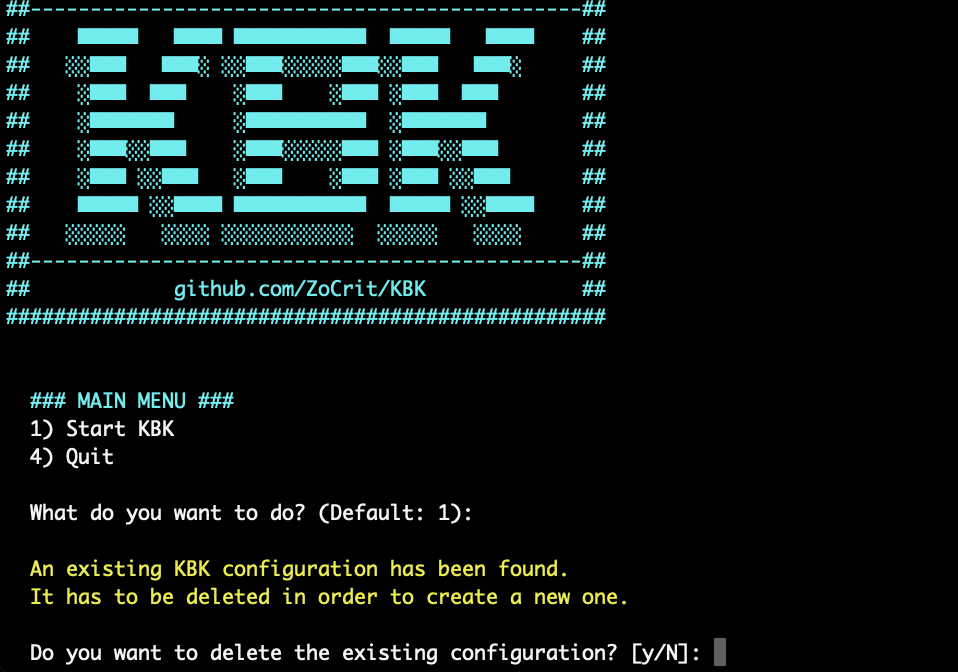 ##----------------------------------------------##
KBK
##----------------------------------------------##
## github.com/ZoCrit/KBK ##
##################################################
### MAIN MENU ###
1) Start KBK
4) Quit
What do you want to do? (Default: 1):
An existing KBK configuration has been found.
It has to be deleted in order to create a new one.
Do you want to delete the existing configuration? [y/N]: